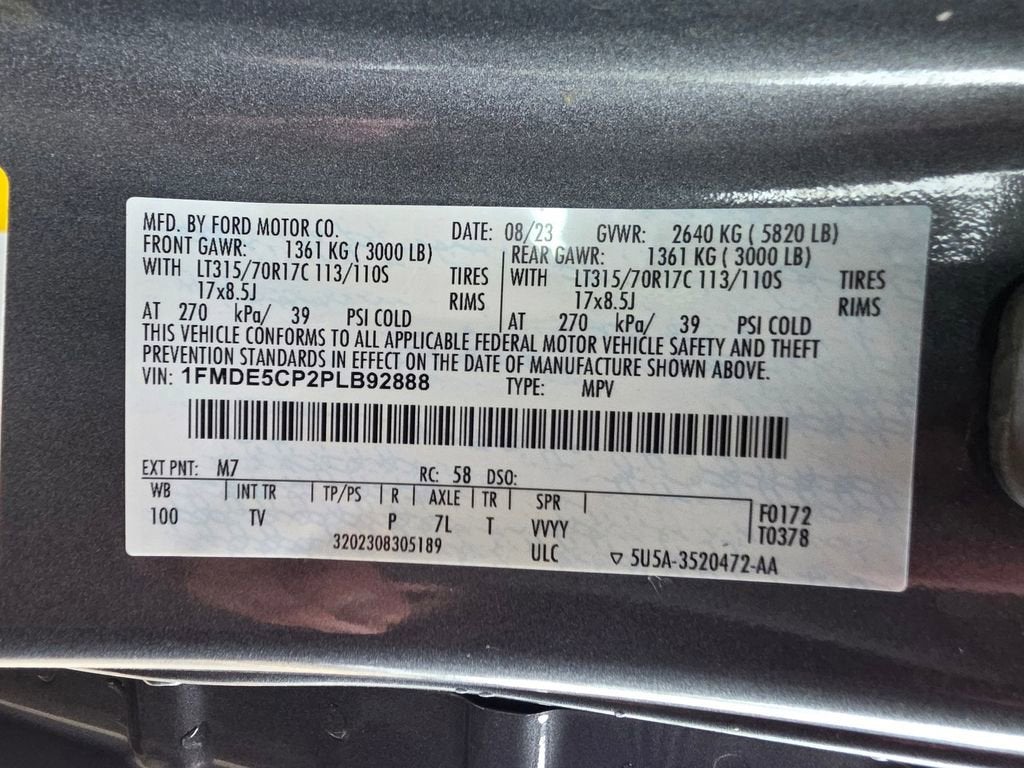 MFD. BY FORD MOTOR CO. DATE: 08/23 GVWR: 2640 KG ( 5820 LB)
FRONT GAWR: 1361 KG ( 3000 LB) REAR GAWR: 1361 KG ( 3000 LB)
WITH LT315/70R17C 113/110S TIRES WITH LT315/70R17C 113/110S TIRES
17x8.5J RIMS 17x8.5J RIMS
AT 270 kPa/ 39 PSI COLD AT 270 kPa/ 39 PSI COLD
THIS VEHICLE CONFORMS TO ALL APPLICABLE FEDERAL MOTOR VEHICLE SAFETY AND THEFT
PREVENTION STANDARDS IN EFFECT ON THE DATE OF MANUFACTURE SHOWN ABOVE.
VIN: 1FMDE5CP2PLB92888 TYPE: MPV
EXT PNT: M7 RC: 58 DSO:
WB INT TR TP/PS R AXLE TR SPR F0172
100 TV P 7L T VVYY T0378
3202308305189 ULC ▽ 5U5A-3520472-AA